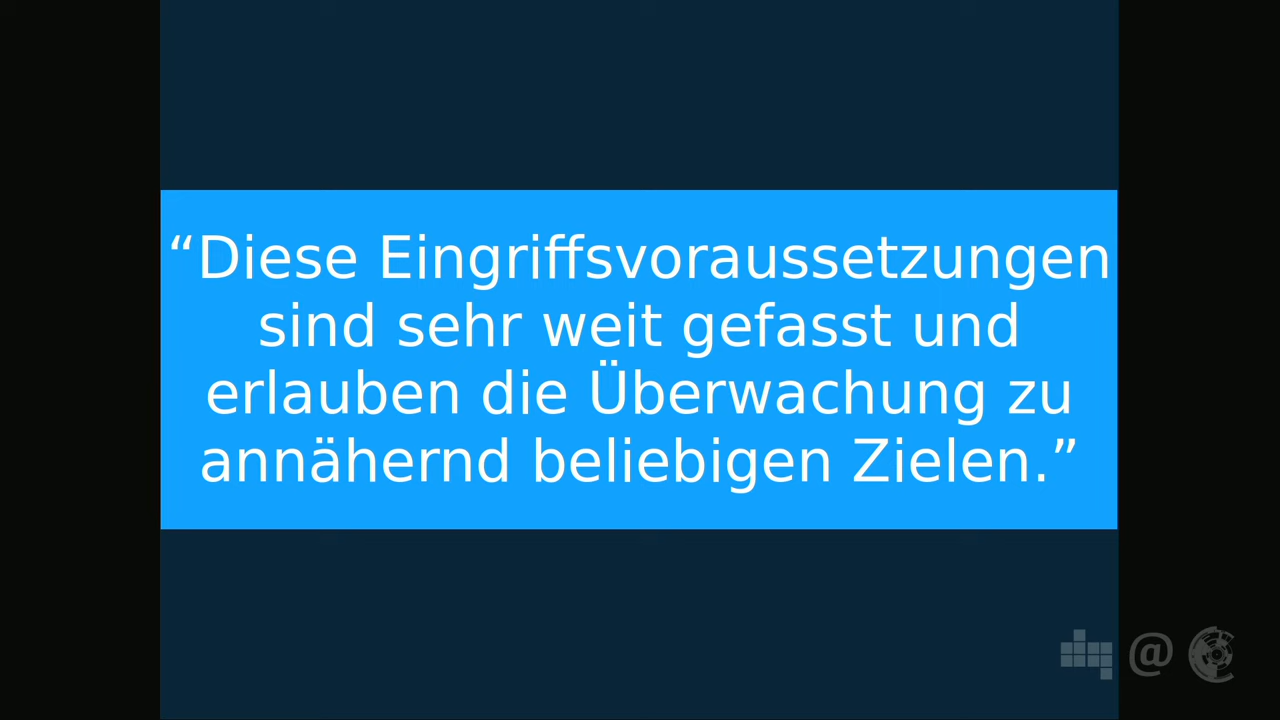 “Diese Eingriffsvoraussetzungen
sind sehr weit gefasst und
erlauben die Überwachung zu
annähernd beliebigen Zielen.”
@